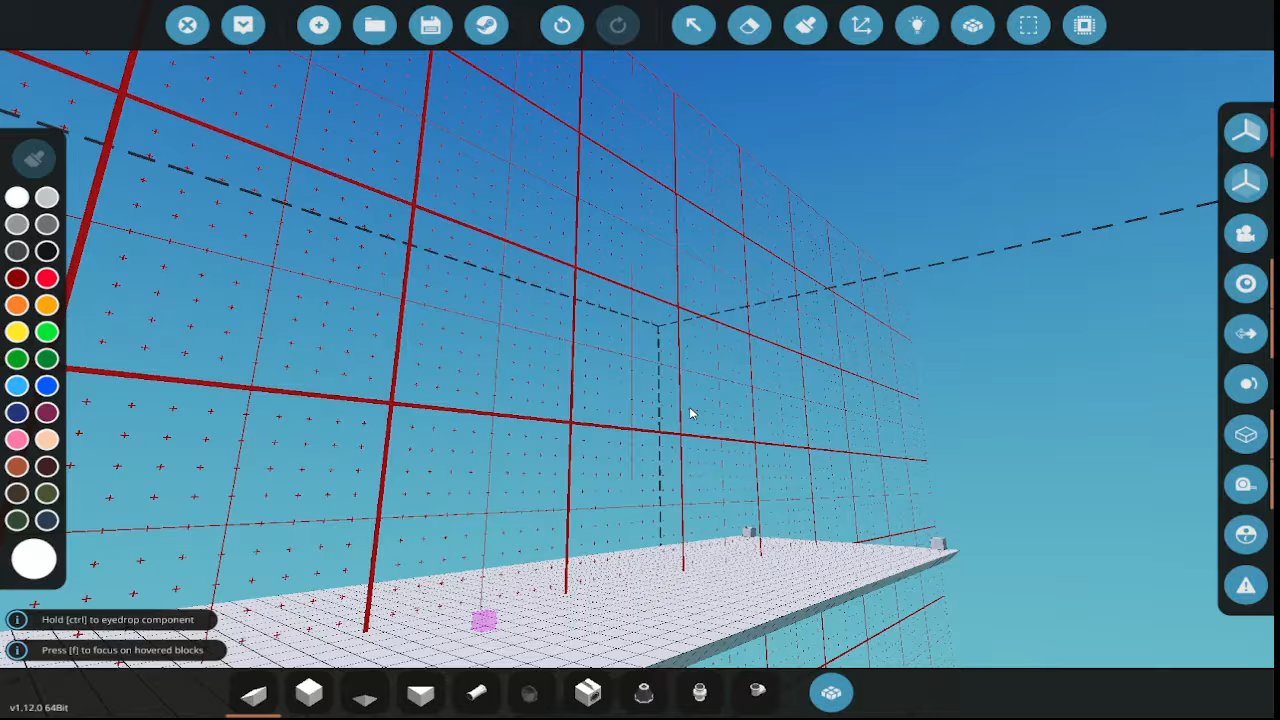 Hold [ctrl] to eyedrop component
Press [f] to focus on hovered blocks
v1.12.0 64Bit